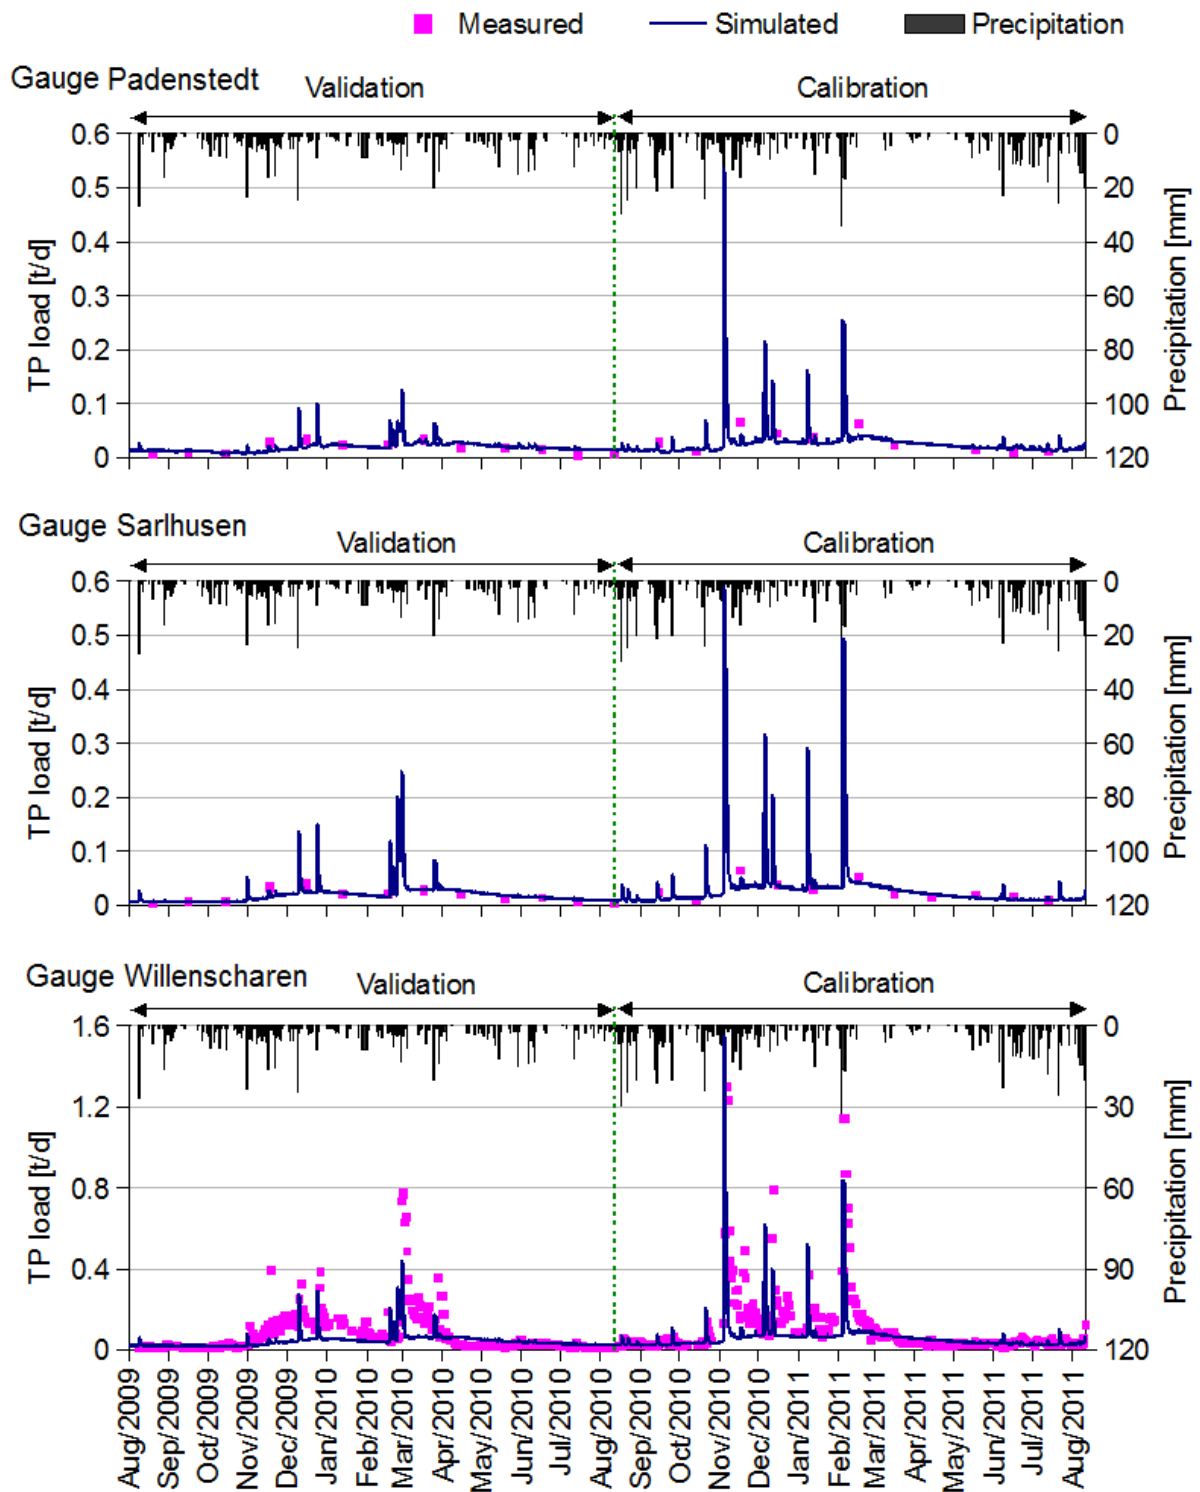 Measured Simulated Precipitation
Gauge Padenstedt
Validation Calibration
0.6 0
0.5 20
0.4 40
0.3 60
0.2 80
0.1 100
0 120
TP load [t/d]
Precipitation [mm]
Gauge Sarlhusen
Validation Calibration
0.6 0
0.5 20
0.4 40
0.3 60
0.2 80
0.1 100
0 120
TP load [t/d]
Precipitation [mm]
Gauge Willenscharen
Validation Calibration
1.6 0
1.2 30
0.8 60
0.4 90
0 120
TP load [t/d]
Precipitation [mm]
Aug/2009
Sep/2009
Oct/2009
Nov/2009
Dec/2009
Jan/2010
Feb/2010
Mar/2010
Apr/2010
May/2010
Jun/2010
Jul/2010
Aug/2010
Sep/2010
Oct/2010
Nov/2010
Dec/2010
Jan/2011
Feb/2011
Mar/2011
Apr/2011
May/2011
Jun/2011
Jul/2011
Aug/2011